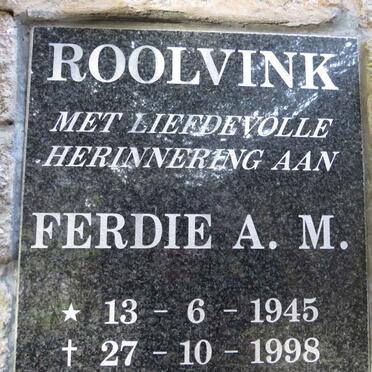 ROOLVINK
MET LIEFDEVOLLE
HERINNERING AAN
FERDIE A. M.
★ 13 - 6 - 1945
† 27 - 10 - 1998